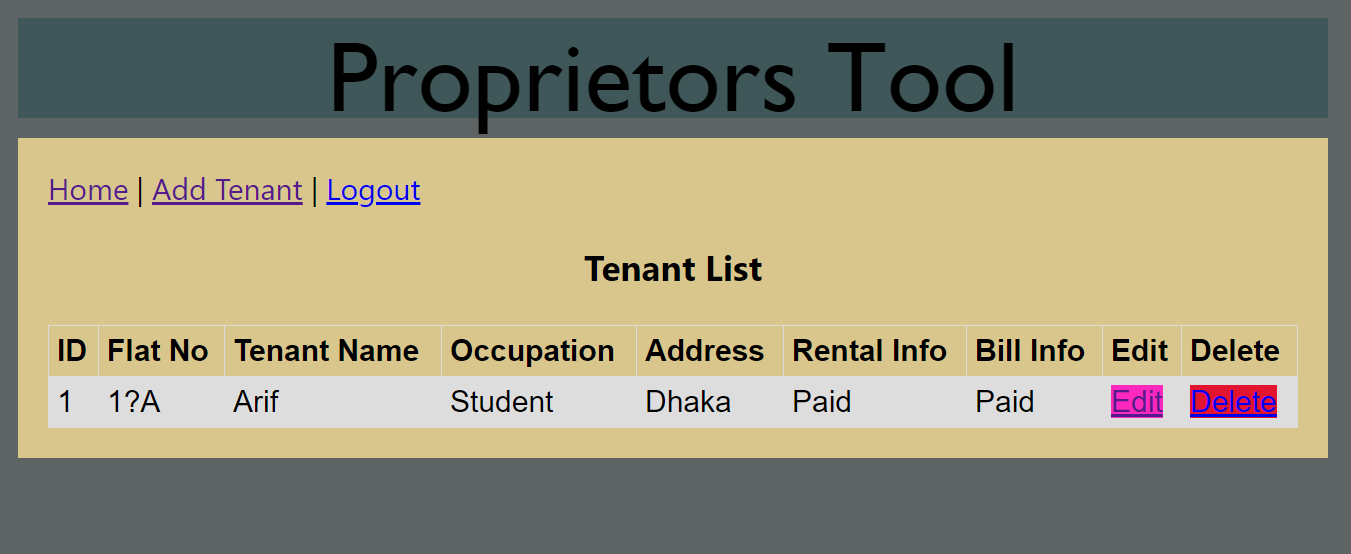 Proprietors Tool
Home | Add Tenant | Logout
Tenant List
ID Flat No Tenant Name Occupation Address Rental Info Bill Info Edit Delete
1 1?A Arif Student Dhaka Paid Paid Edit Delete